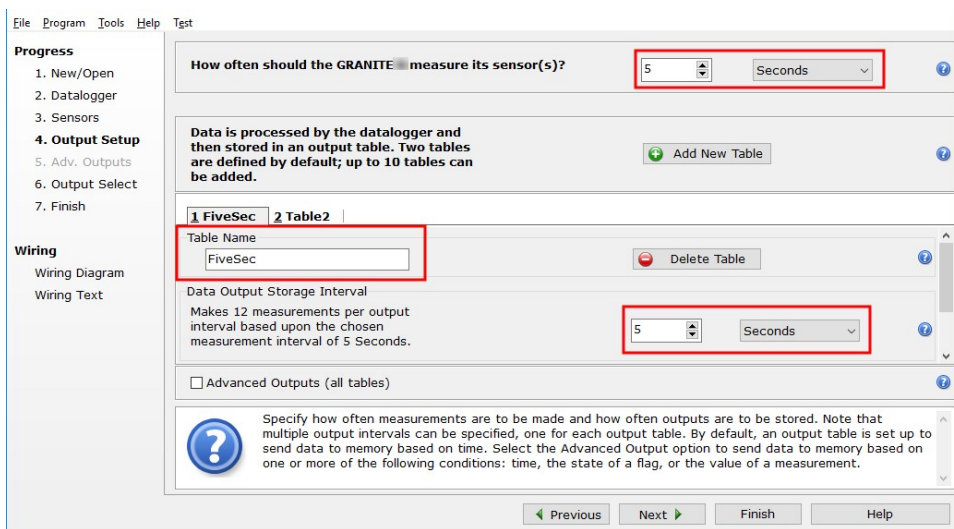 File Program Tools Help Test
Progress
1. New/Open
2. Datalogger
3. Sensors
4. Output Setup
5. Adv. Outputs
6. Output Select
7. Finish
Wiring
Wiring Diagram
Wiring Text
How often should the GRANITE measure its sensor(s)?
5 Seconds
Data is processed by the datalogger and
then stored in an output table. Two tables
are defined by default; up to 10 tables can
be added.
Add New Table
1 FiveSec 2 Table2
Table Name
FiveSec
Delete Table
Data Output Storage Interval
Makes 12 measurements per output
interval based upon the chosen
measurement interval of 5 Seconds.
5 Seconds
Advanced Outputs (all tables)
Specify how often measurements are to be made and how often outputs are to be stored. Note that
multiple output intervals can be specified, one for each output table. By default, an output table is set up to
send data to memory based on time. Select the Advanced Output option to send data to memory based on
one or more of the following conditions: time, the state of a flag, or the value of a measurement.
Previous Next Finish Help